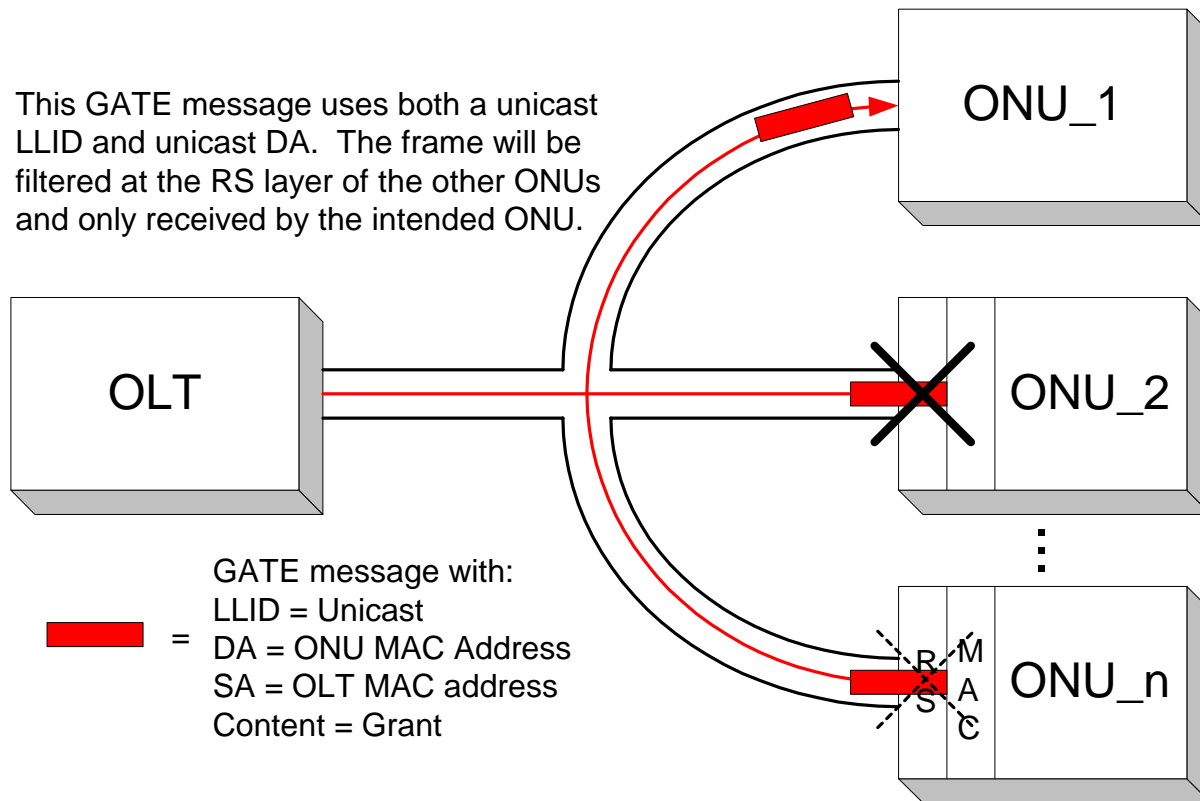 This GATE message uses both a unicast
LLID and unicast DA.  The frame will be
filtered at the RS layer of the other ONUs
and only received by the intended ONU.
ONU_1
OLT
ONU_2
GATE message with:
LLID = Unicast
= DA = ONU MAC Address
SA = OLT MAC address
Content = Grant
RS
MAC
ONU_n